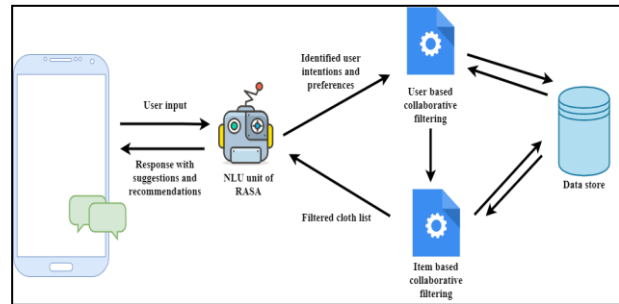 Identified user
intentions and
preferences
User based
collaborative
filtering
User input
Response with
suggestions and
recommendations
NLU unit of
RASA
Data store
Filtered cloth list
Item based
collaborative
filtering